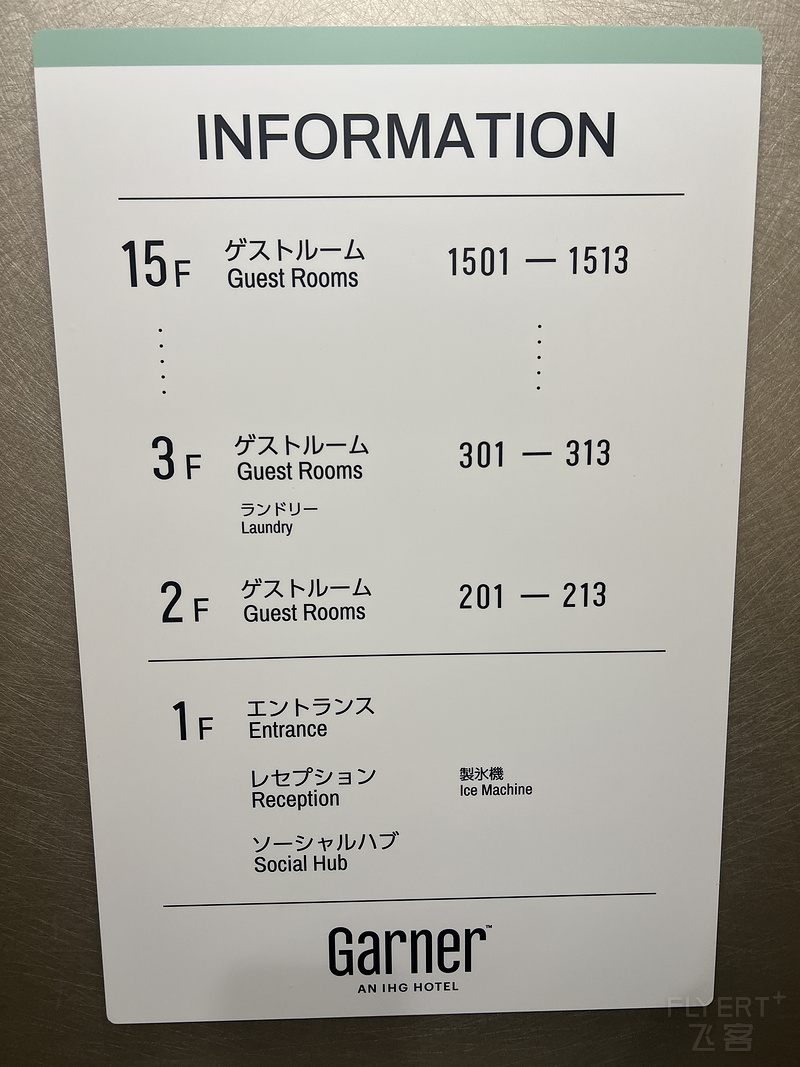 INFORMATION
15F ゲストルーム 1501 — 1513
Guest Rooms
3F ゲストルーム 301 — 313
Guest Rooms
ランドリー
Laundry
2F ゲストルーム 201 — 213
Guest Rooms
1F エントランス
Entrance
レセプション 製氷機
Reception Ice Machine
ソーシャルハブ
Social Hub
Garner™
AN IHG HOTEL
FLYERT+
飞客